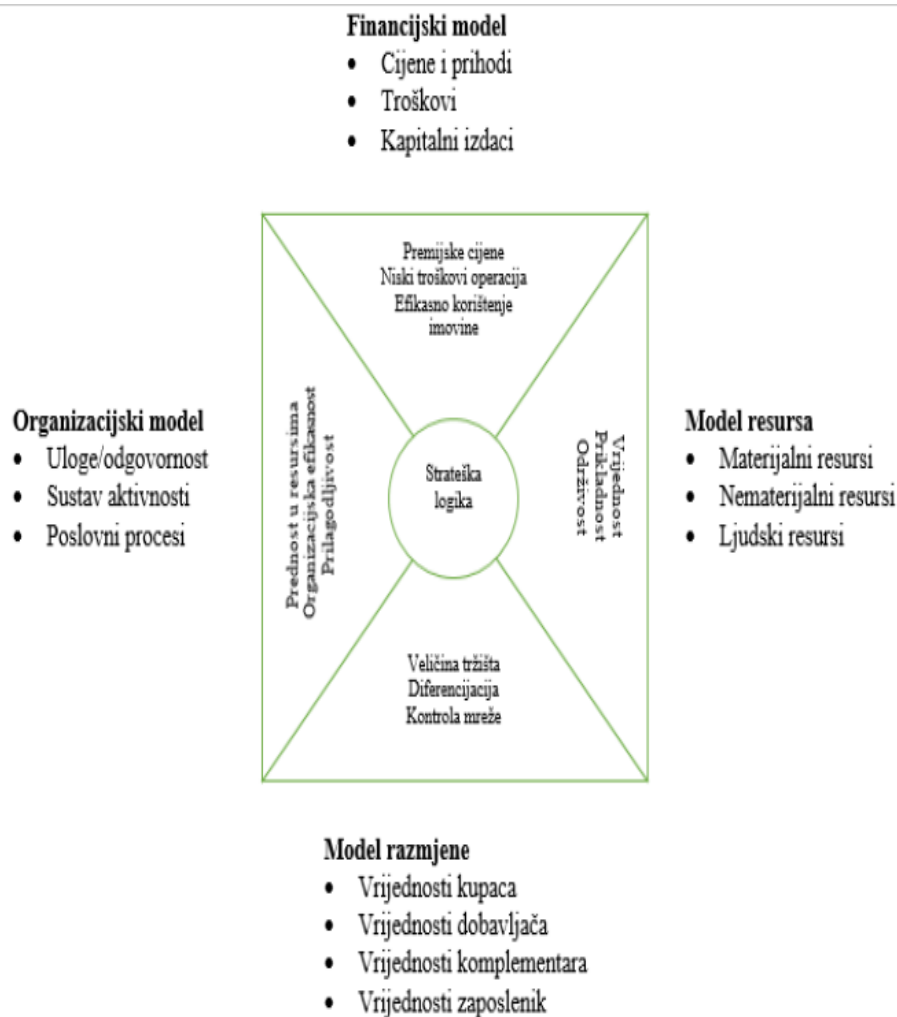 Financijski model
• Cijene i prihodi
• Troškovi
• Kapitalni izdaci
Premijske cijene
Niski troškovi operacija
Efikasno korištenje
imovine
Organizacijski model
• Uloge/odgovornost
• Sustav aktivnosti
• Poslovni procesi
Prednost u resursima
Organizacijska efikasnost
Prilagodljivost
Strateška
logika
Vrijednost
Prikladnost
Održivost
Model resursa
• Materijalni resursi
• Nematerijalni resursi
• Ljudski resursi
Veličina tržišta
Diferencijacija
Kontrola mreže
Model razmjene
• Vrijednosti kupaca
• Vrijednosti dobavljača
• Vrijednosti komplementara
• Vrijednosti zaposlenik